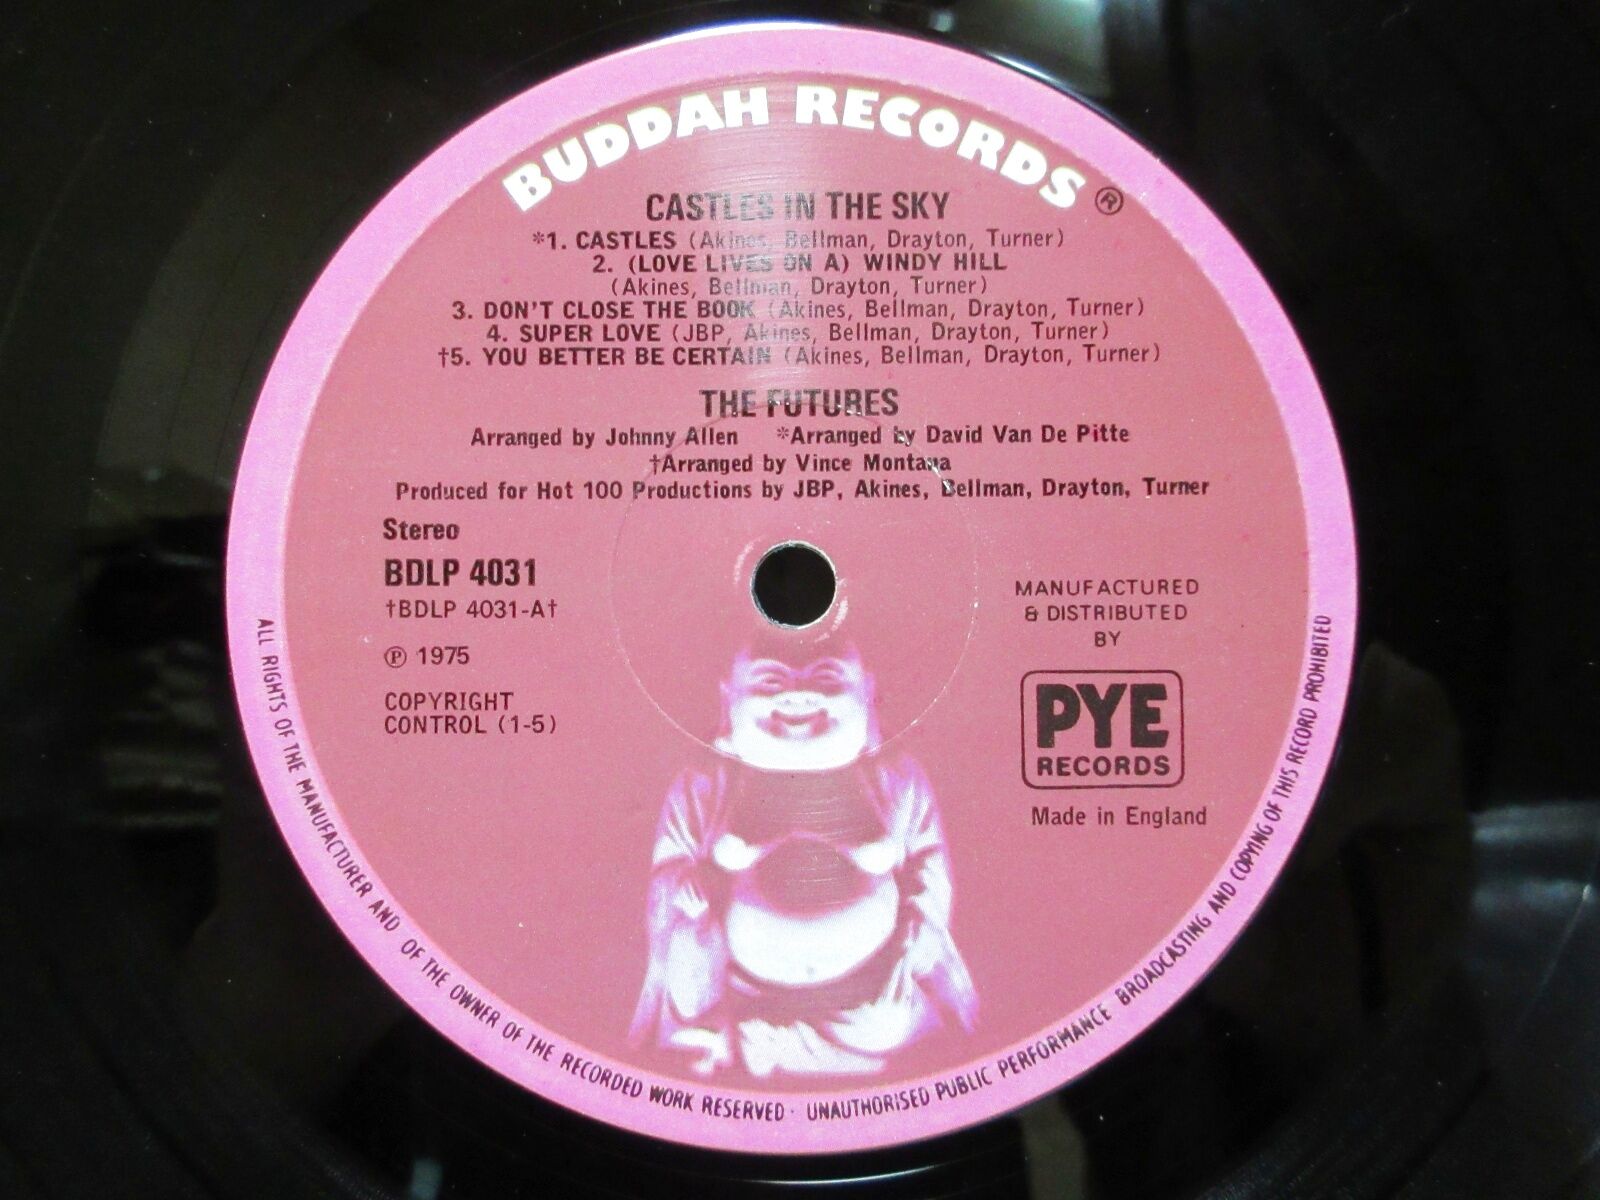 BUDDAH RECORDS ®
CASTLES IN THE SKY
*1. CASTLES (Akines, Bellman, Drayton, Turner)
2. (LOVE LIVES ON A) WINDY HILL
(Akines, Bellman, Drayton, Turner)
3. DON'T CLOSE THE BOOK (Akines, Bellman, Drayton, Turner)
4. SUPER LOVE (JBP, Akines, Bellman, Drayton, Turner)
†5. YOU BETTER BE CERTAIN (Akines, Bellman, Drayton, Turner)
THE FUTURES
Arranged by Johnny Allen *Arranged by David Van De Pitte
†Arranged by Vince Montana
Produced for Hot 100 Productions by JBP, Akines, Bellman, Drayton, Turner
Stereo
BDLP 4031
†BDLP 4031-A†
℗ 1975
COPYRIGHT
CONTROL (1-5)
MANUFACTURED
& DISTRIBUTED
BY
PYE
RECORDS
Made in England
ALL RIGHTS OF THE MANUFACTURER AND OF THE OWNER OF THE RECORDED WORK RESERVED · UNAUTHORISED PUBLIC PERFORMANCE BROADCASTING AND COPYING OF THIS RECORD PROHIBITED